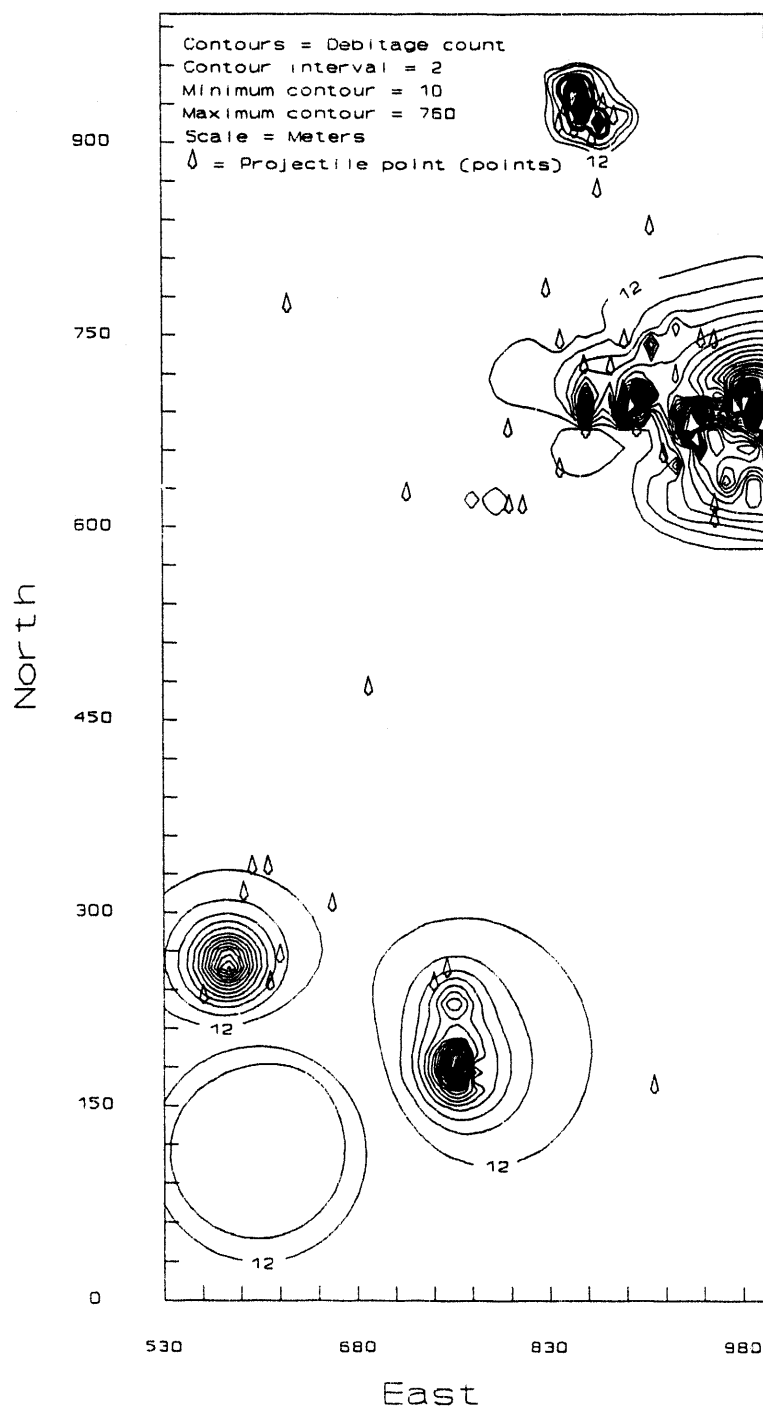 Contours = Debitage count
Contour interval = 2
Minimum contour = 10
Maximum contour = 760
Scale = Meters
= Projectile point (points)
12
900
12
750
600
North
450
300
12
150
12
12
0
530 680 830 980
East